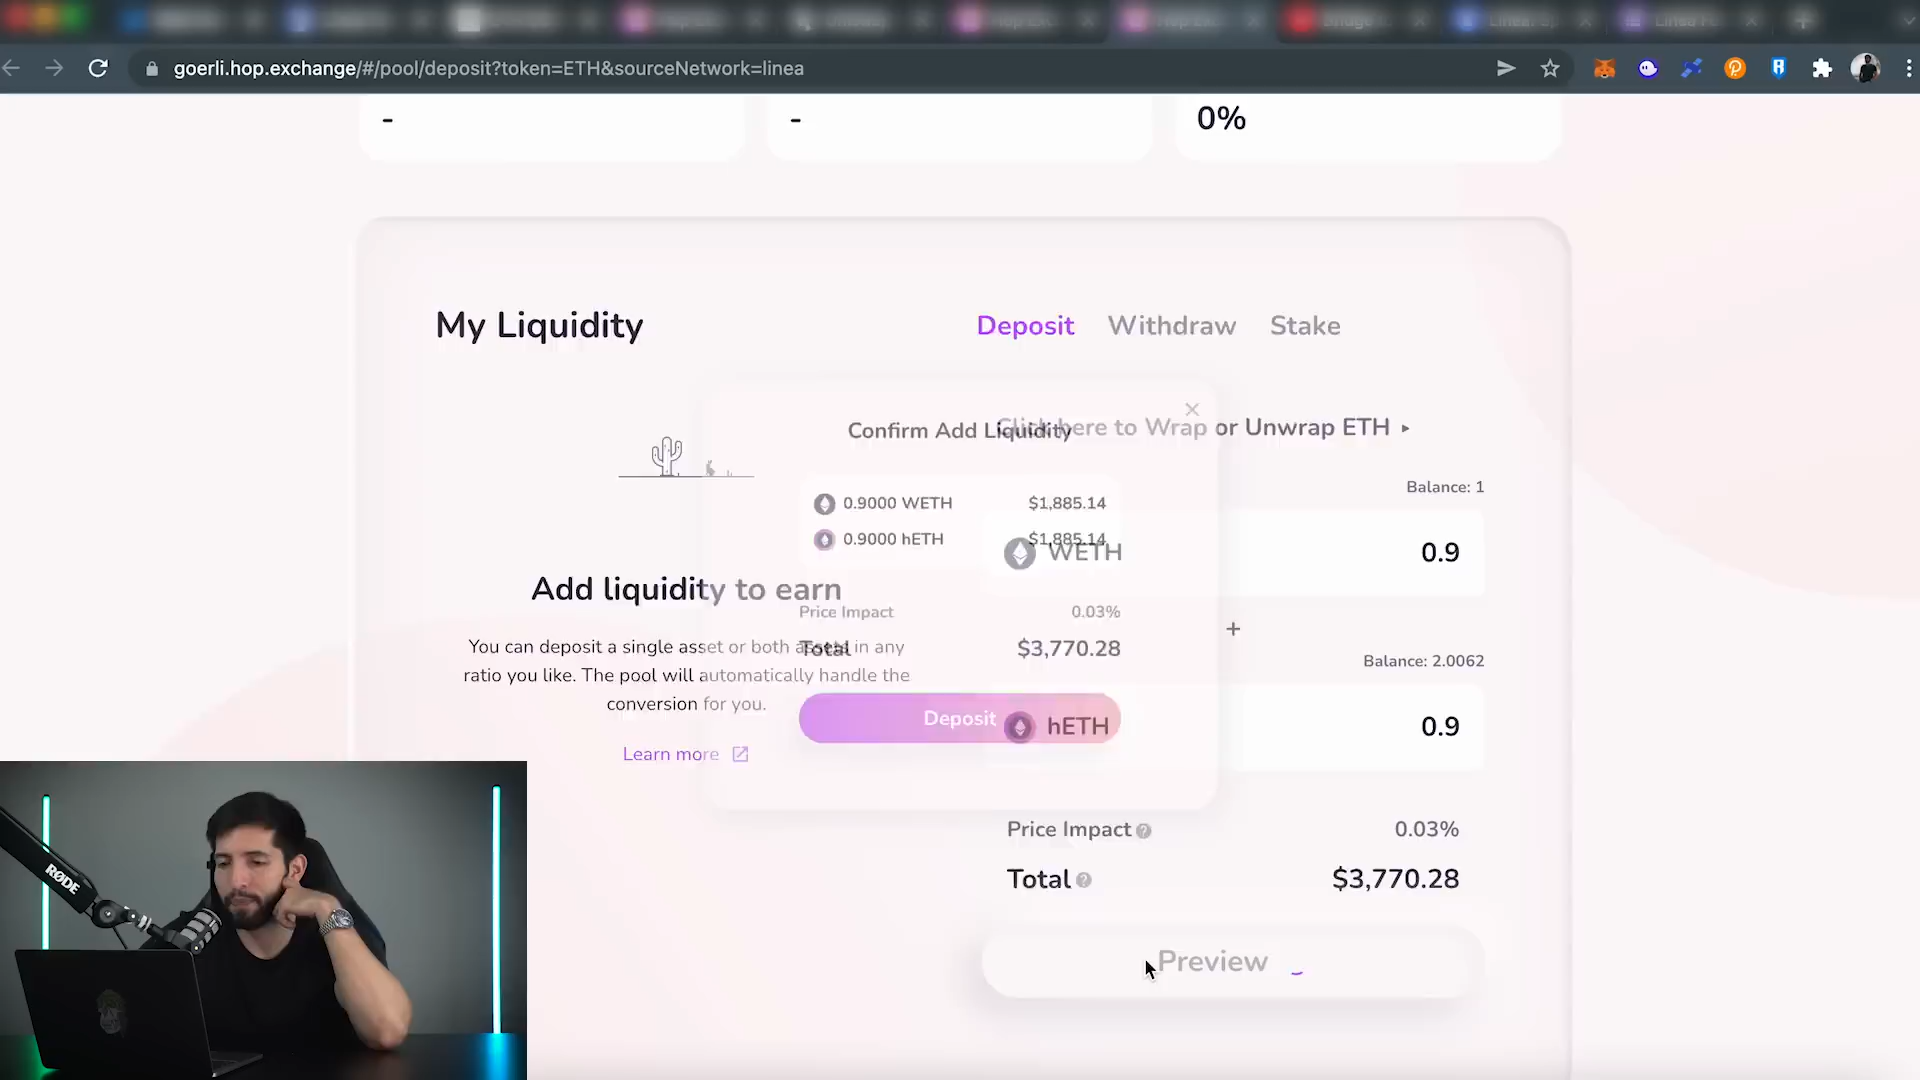 goerli.hop.exchange/#/pool/deposit?token=ETH&sourceNetwork=linea
-
-
0%
My Liquidity
Deposit
Withdraw
Stake
Click here to Wrap or Unwrap ETH
Confirm Add Liquidity
Balance: 1
0.9000 WETH
$1,885.14
0.9000 hETH
$1,885.14
WETH
0.9
Add liquidity to earn
Price Impact
0.03%
+
You can deposit a single asset or both assets in any
ratio you like. The pool will automatically handle the
conversion for you.
Total
$3,770.28
Balance: 2.0062
Deposit
hETH
0.9
Learn more
Price Impact
0.03%
Total
$3,770.28
Preview
RØDE